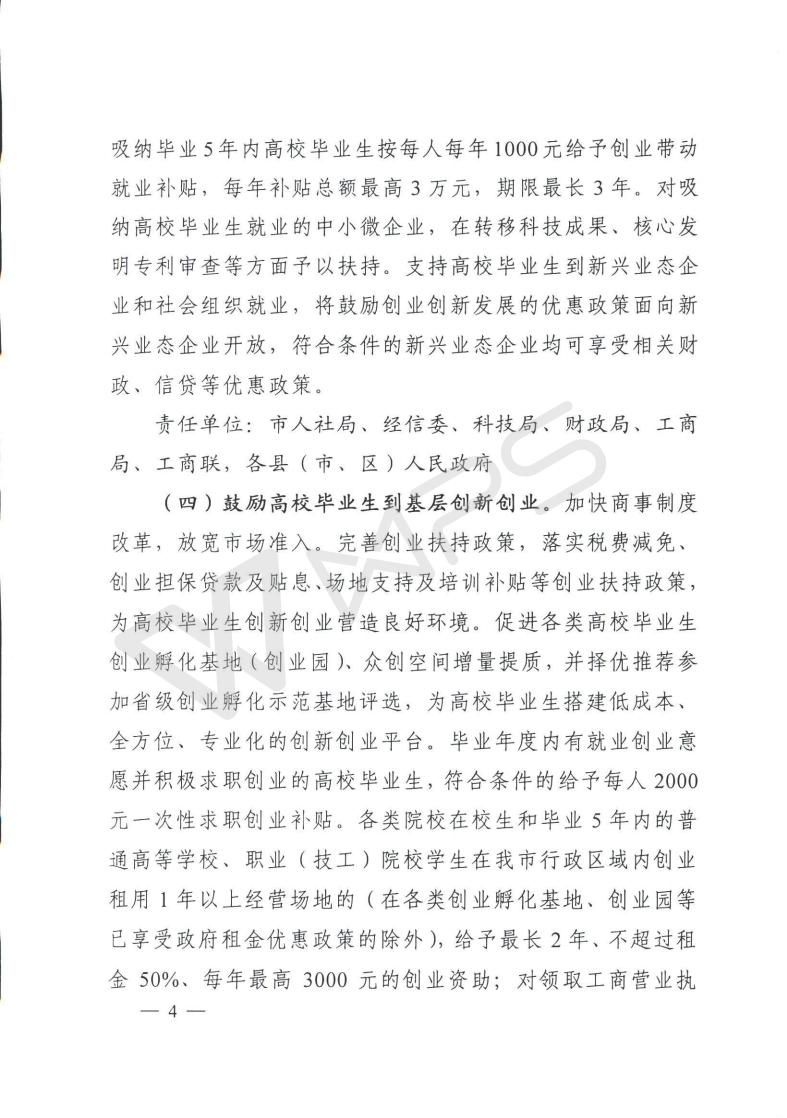 吸纳毕业5年内高校毕业生按每人每年1000元给予创业带动
就业补贴，每年补贴总额最高3万元，期限最长3年。对吸
纳高校毕业生就业的中小微企业，在转移科技成果、核心发
明专利审查等方面予以扶持。支持高校毕业生到新兴业态企
业和社会组织就业，将鼓励创业创新发展的优惠政策面向新
兴业态企业开放，符合条件的新兴业态企业均可享受相关财
政、信贷等优惠政策。
责任单位：市人社局、经信委、科技局、财政局、工商
局、工商联，各县（市、区）人民政府
（四）鼓励高校毕业生到基层创新创业。加快商事制度
改革，放宽市场准入。完善创业扶持政策，落实税费减免、
创业担保贷款及贴息、场地支持及培训补贴等创业扶持政策，
为高校毕业生创新创业营造良好环境。促进各类高校毕业生
创业孵化基地（创业园）、众创空间增量提质，并择优推荐参
加省级创业孵化示范基地评选，为高校毕业生搭建低成本、
全方位、专业化的创新创业平台。毕业年度内有就业创业意
愿并积极求职创业的高校毕业生，符合条件的给予每人2000
元一次性求职创业补贴。各类院校在校生和毕业5年内的普
通高等学校、职业（技工）院校学生在我市行政区域内创业
租用1年以上经营场地的（在各类创业孵化基地、创业园等
已享受政府租金优惠政策的除外），给予最长2年、不超过租
金50%、每年最高3000元的创业资助；对领取工商营业执
— 4 —
WPS